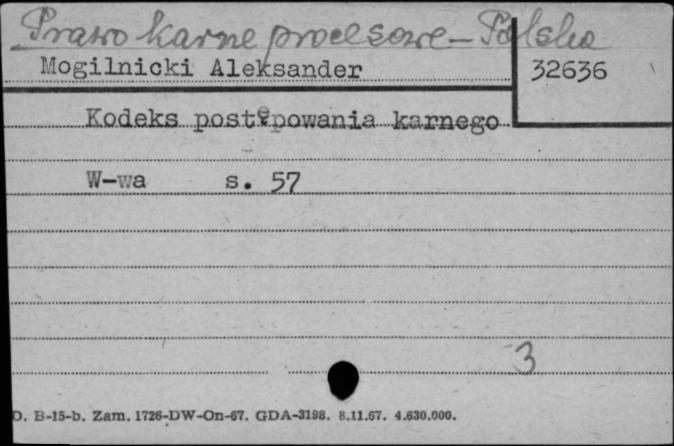 Prawo karne procesowe - Polska
Mogilnicki Aleksander 32636
Kodeks postępowania karnego
W-wa s. 57
3
D. B-15-b. Zam. 1726-DW-On-67. GDA-3198. 8.11.67. 4.630.000.